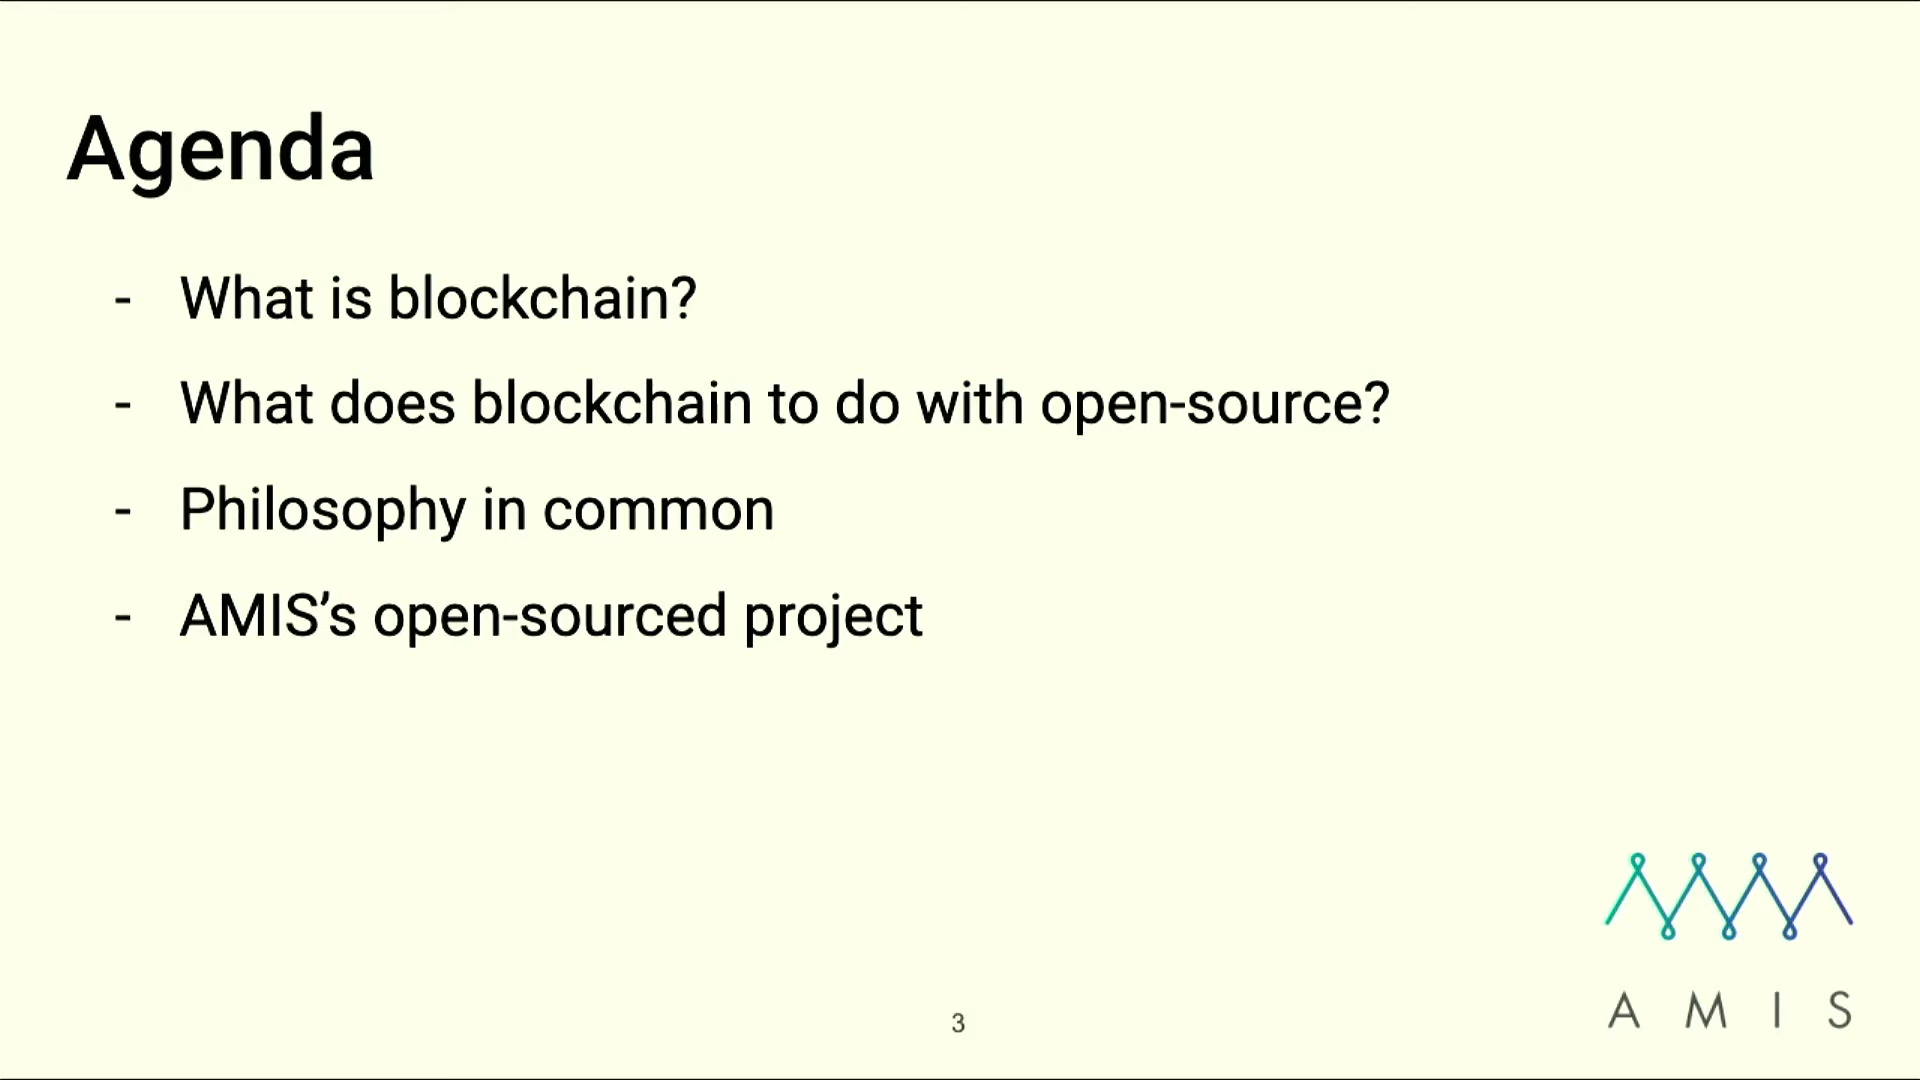 Agenda
- What is blockchain?
- What does blockchain to do with open-source?
- Philosophy in common
- AMIS’s open-sourced project
3
AMIS